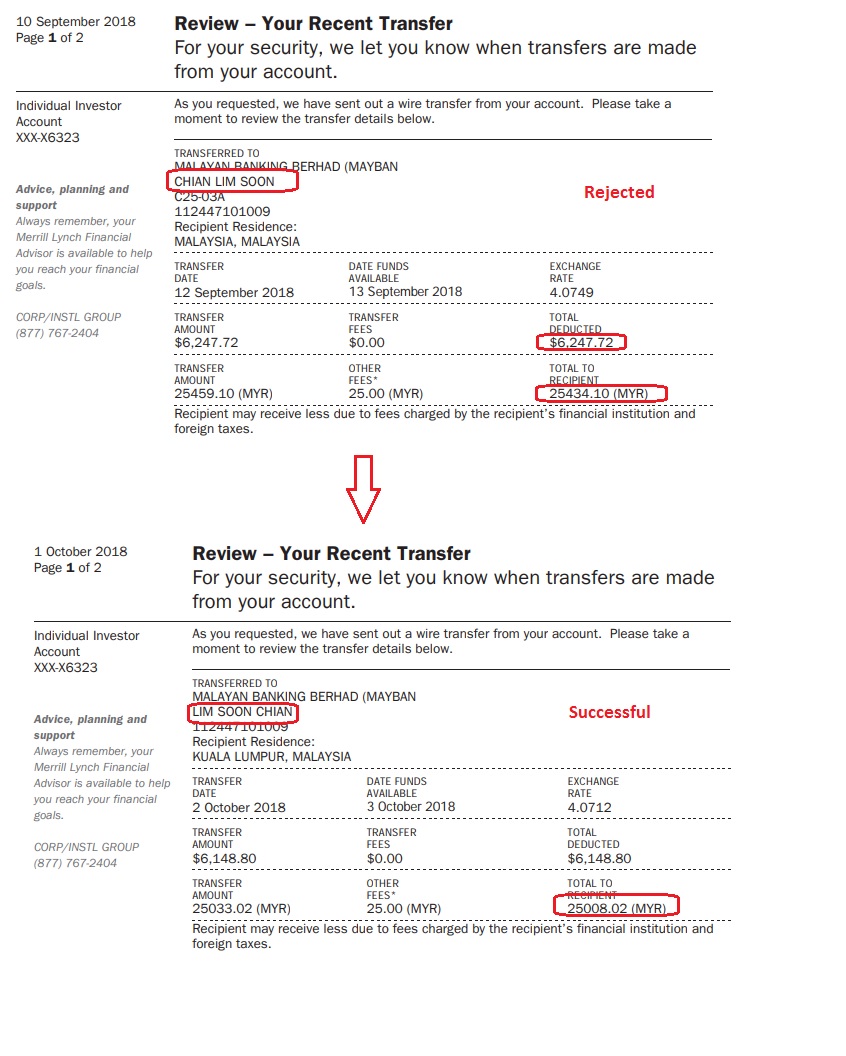 10 September 2018
Page 1 of 2
Review – Your Recent Transfer
For your security, we let you know when transfers are made
from your account.
Individual Investor
Account
XXX-X6323
As you requested, we have sent out a wire transfer from your account. Please take a
moment to review the transfer details below.
Advice, planning and
support
Always remember, your
Merrill Lynch Financial
Advisor is available to help
you reach your financial
goals.
CORP/INSTL GROUP
(877) 767-2404
TRANSFERRED TO
MALAYAN BANKING BERHAD (MAYBAN
CHIAN LIM SOON
C25-03A
112447101009
Recipient Residence:
MALAYSIA, MALAYSIA
Rejected
TRANSFER DATE FUNDS EXCHANGE
DATE AVAILABLE RATE
12 September 2018 13 September 2018 4.0749
TRANSFER TRANSFER TOTAL
AMOUNT FEES DEDUCTED
$6,247.72 $0.00 $6,247.72
TRANSFER OTHER TOTAL TO
AMOUNT FEES* RECIPIENT
25459.10 (MYR) 25.00 (MYR) 25434.10 (MYR)
Recipient may receive less due to fees charged by the recipient's financial institution and
foreign taxes.
1 October 2018
Page 1 of 2
Review – Your Recent Transfer
For your security, we let you know when transfers are made
from your account.
Individual Investor
Account
XXX-X6323
As you requested, we have sent out a wire transfer from your account. Please take a
moment to review the transfer details below.
Advice, planning and
support
Always remember, your
Merrill Lynch Financial
Advisor is available to help
you reach your financial
goals.
CORP/INSTL GROUP
(877) 767-2404
TRANSFERRED TO
MALAYAN BANKING BERHAD (MAYBAN
LIM SOON CHIAN
112447101009
Recipient Residence:
KUALA LUMPUR, MALAYSIA
Successful
TRANSFER DATE FUNDS EXCHANGE
DATE AVAILABLE RATE
2 October 2018 3 October 2018 4.0712
TRANSFER TRANSFER TOTAL
AMOUNT FEES DEDUCTED
$6,148.80 $0.00 $6,148.80
TRANSFER OTHER TOTAL TO
AMOUNT FEES* RECIPIENT
25033.02 (MYR) 25.00 (MYR) 25008.02 (MYR)
Recipient may receive less due to fees charged by the recipient's financial institution and
foreign taxes.